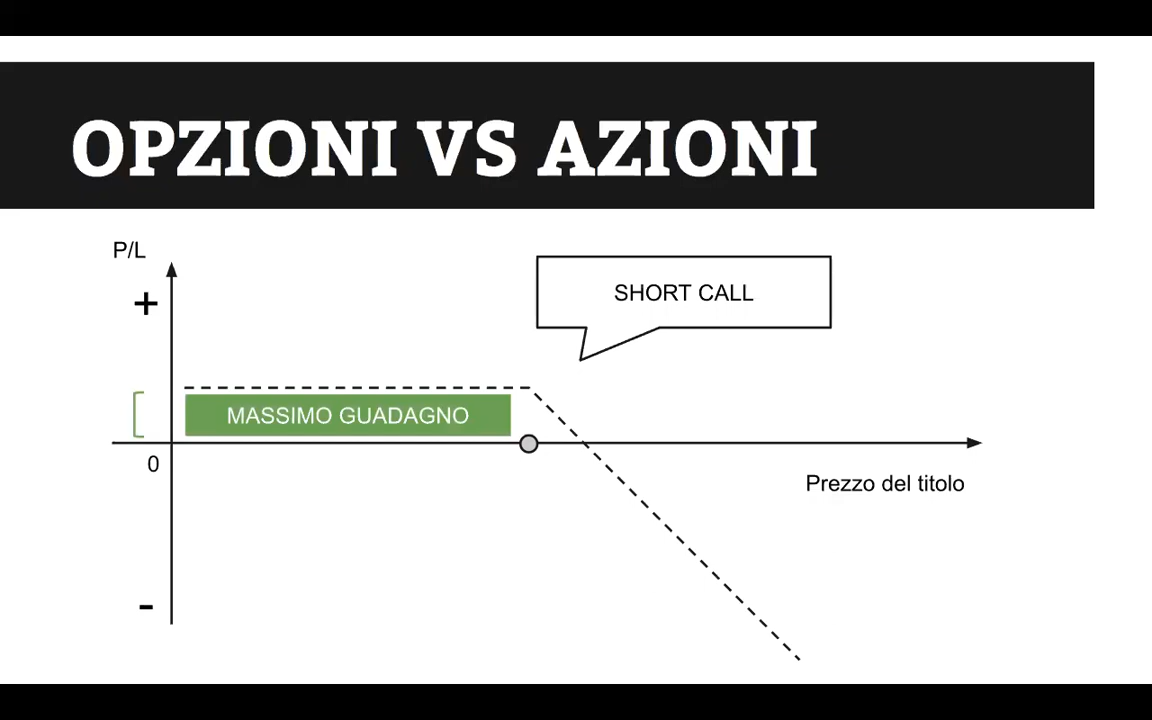 OPZIONI VS AZIONI
P/L
+
SHORT CALL
MASSIMO GUADAGNO
0
Prezzo del titolo
-